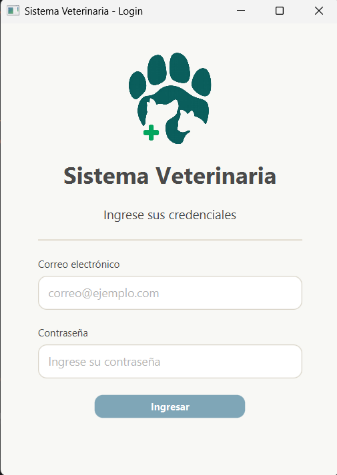 Sistema Veterinaria - Login
Sistema Veterinaria
Ingrese sus credenciales
Correo electrónico
correo@ejemplo.com
Contraseña
Ingrese su contraseña
Ingresar